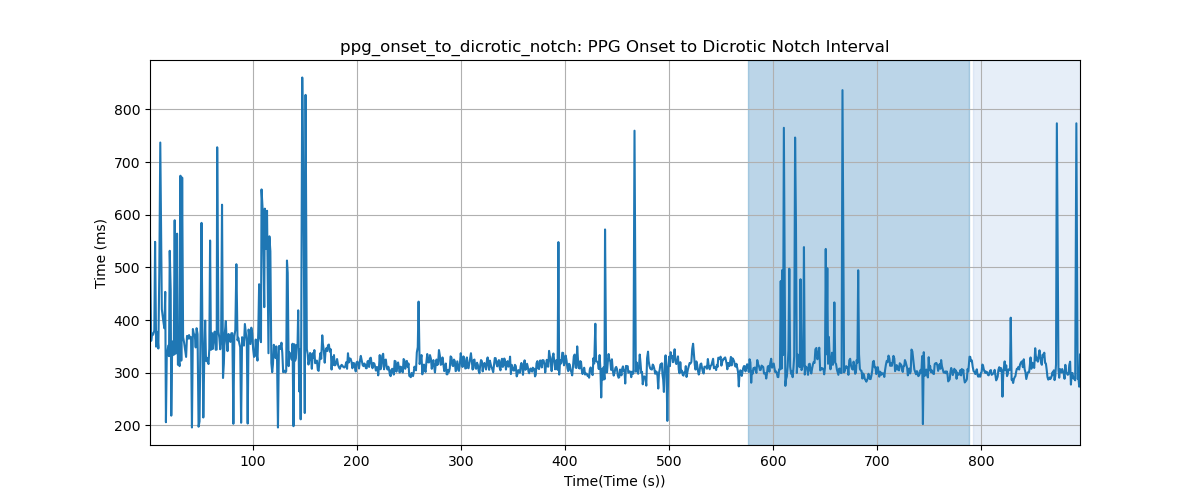 ppg_onset_to_dicrotic_notch: PPG Onset to Dicrotic Notch Interval
800
700
600
500
400
300
200
Time (ms)
100 200 300 400 500 600 700 800
Time(Time (s))